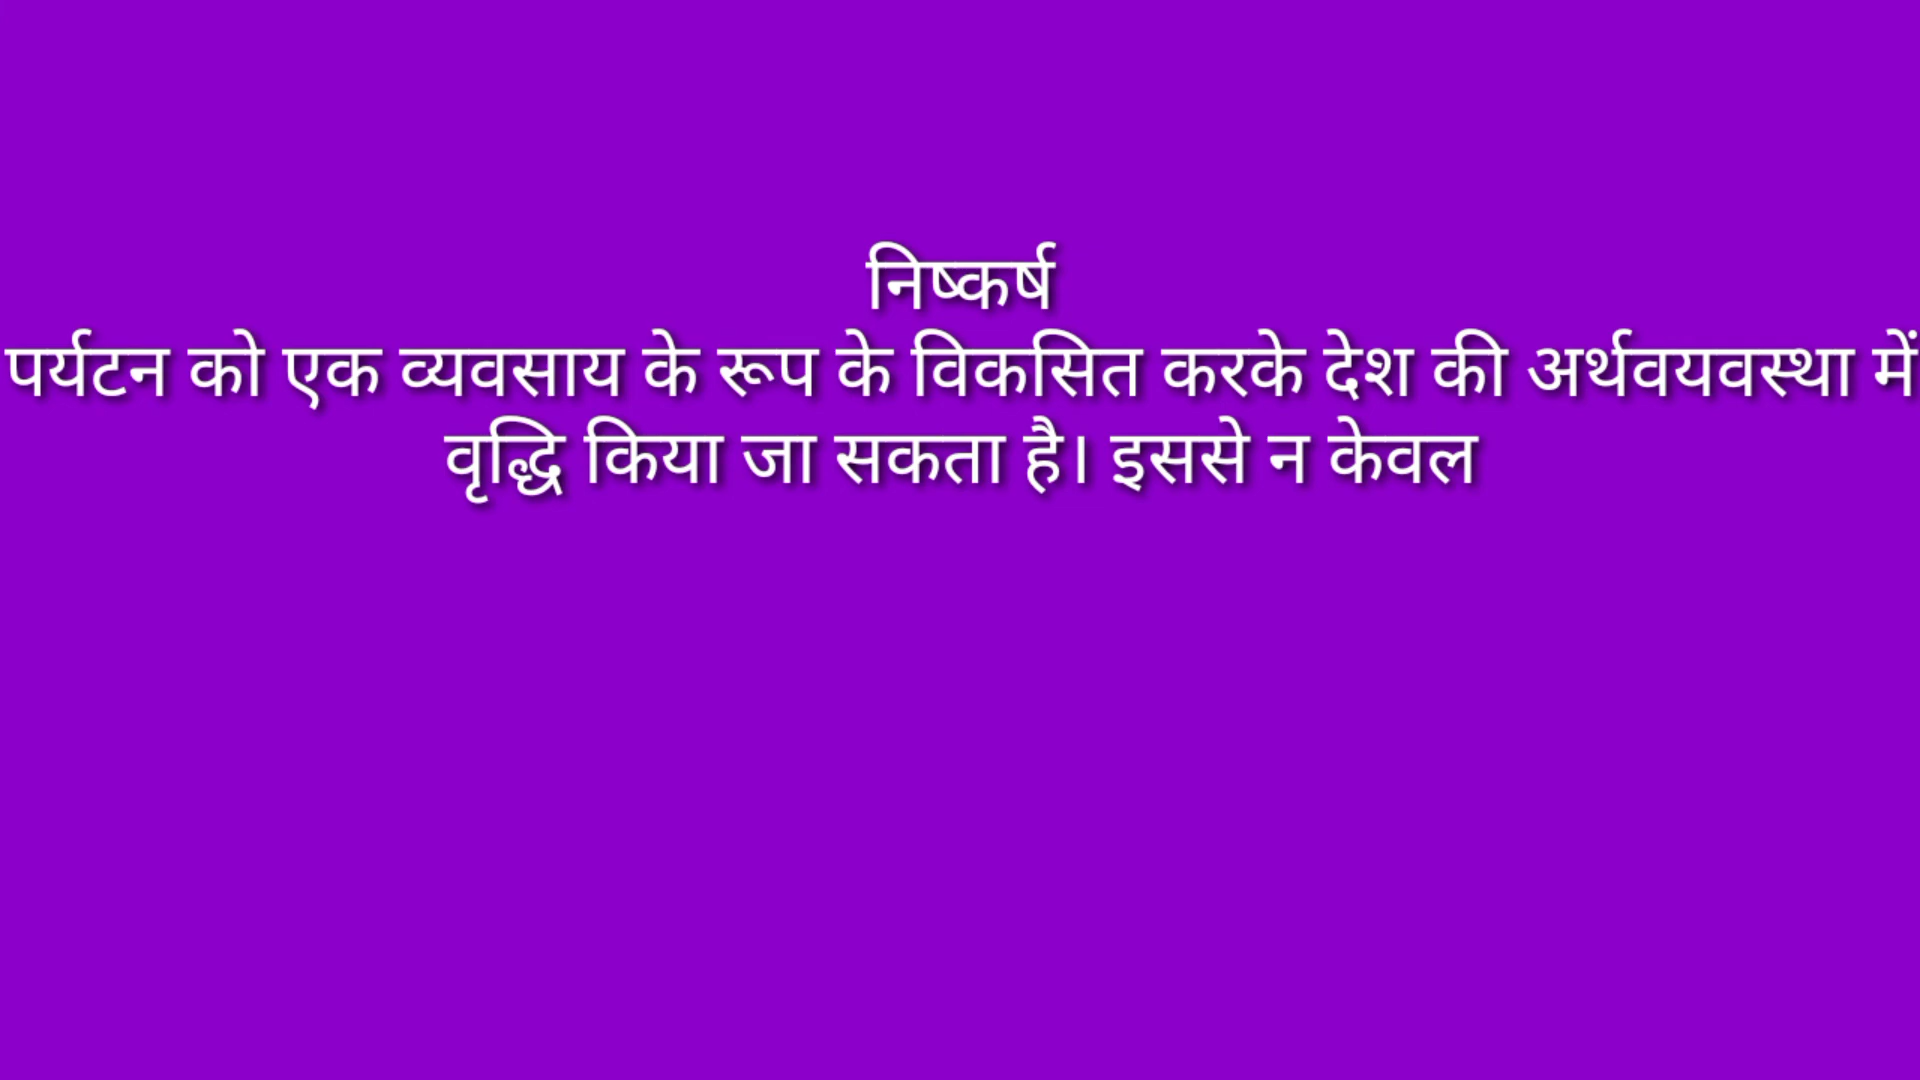 निष्कर्ष
पर्यटन को एक व्यवसाय के रूप के विकसित करके देश की अर्थवयवस्था में
वृद्धि किया जा सकता है। इससे न केवल